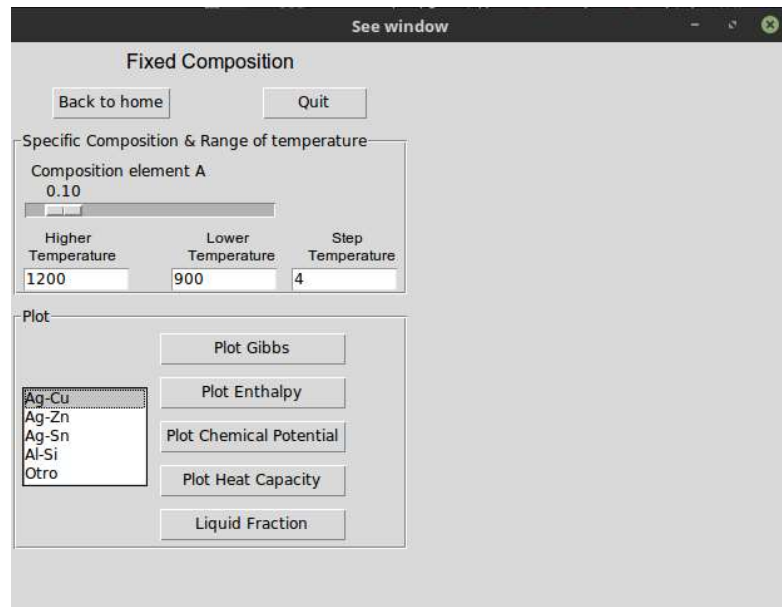 See window
Fixed Composition
Back to home
Quit
Specific Composition & Range of temperature
Composition element A
0.10
Higher
Temperature
Lower
Temperature
Step
Temperature
1200
900
4
Plot
Plot Gibbs
Ag-Cu
Ag-Zn
Ag-Sn
Al-Si
Otro
Plot Enthalpy
Plot Chemical Potential
Plot Heat Capacity
Liquid Fraction